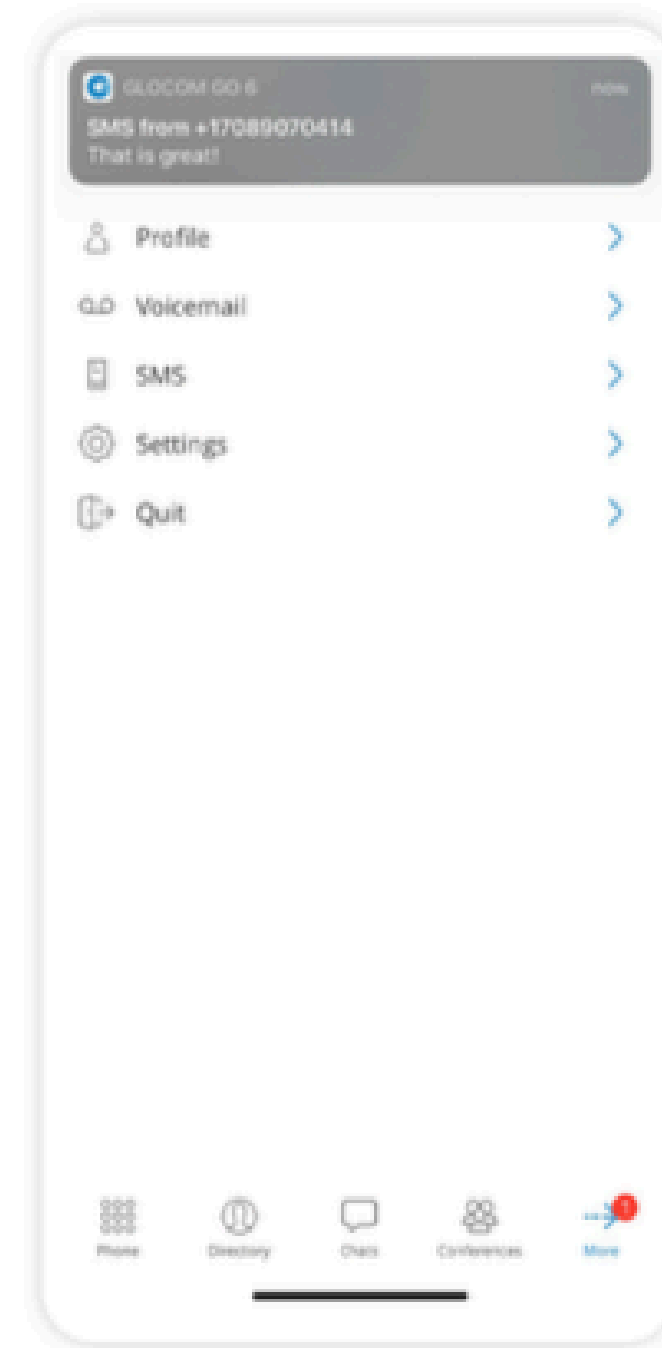 GLOCOM GO 6 now
SMS from +17089070414
That is great!
Profile
Voicemail
SMS
Settings
Quit
Phone Directory Chats Conferences More
1